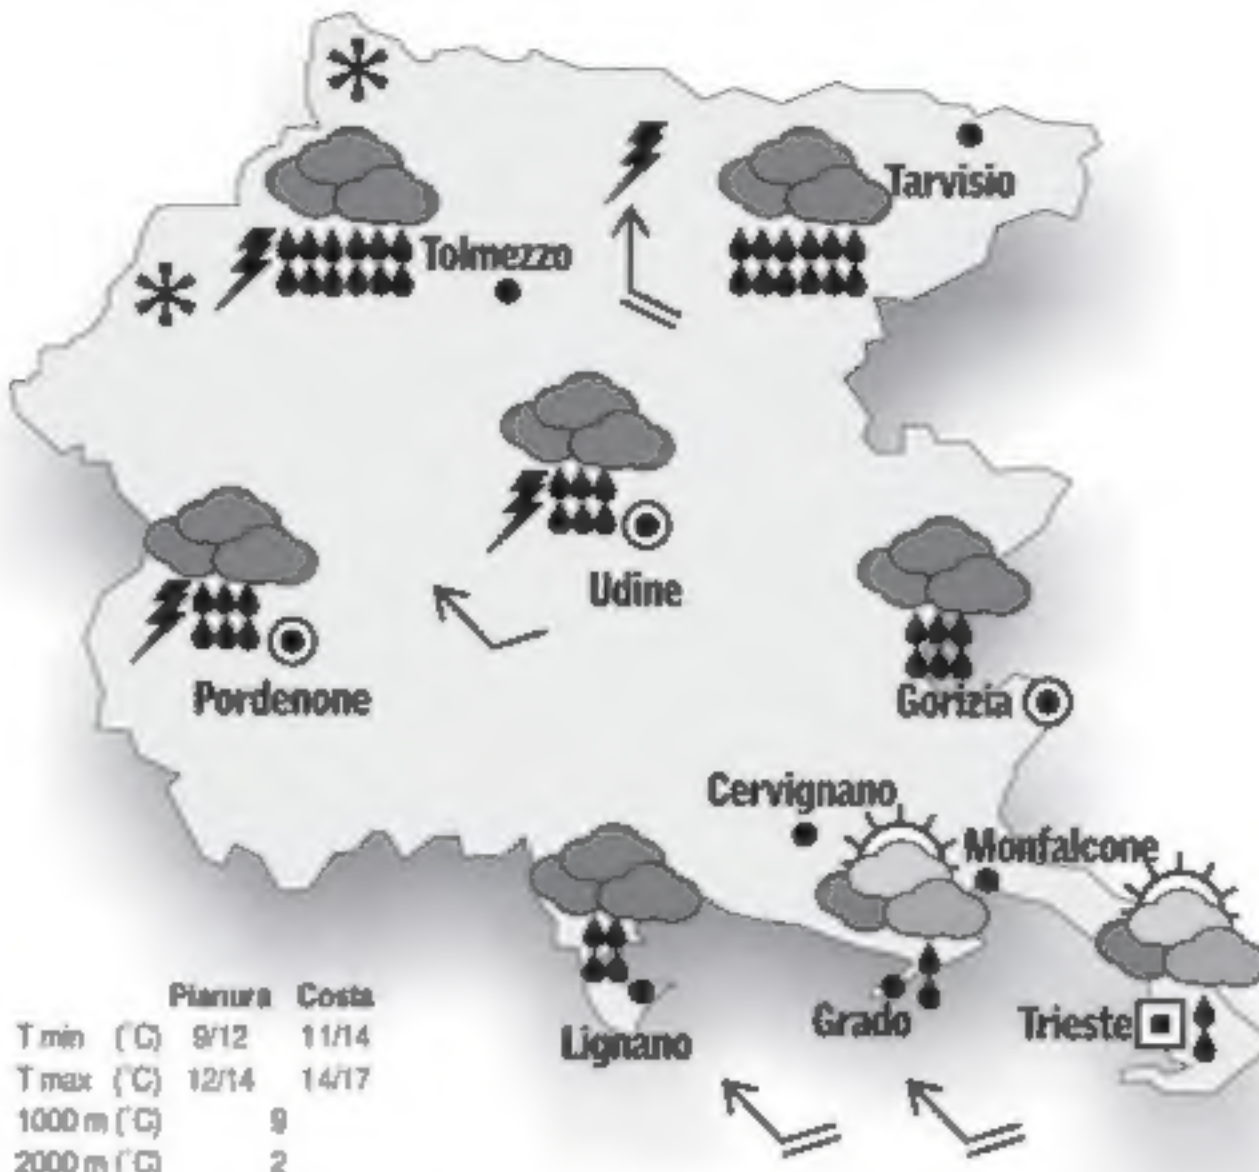 Tarvisio
Tolmezzo
Udine
Pordenone
Gorizia
Cervignano
Monfalcone
Lignano
Grado
Trieste
Pianura Costa
T min (°C) 9/12 11/14
T max (°C) 12/14 14/17
1000 m (°C) 9
2000 m (°C) 2